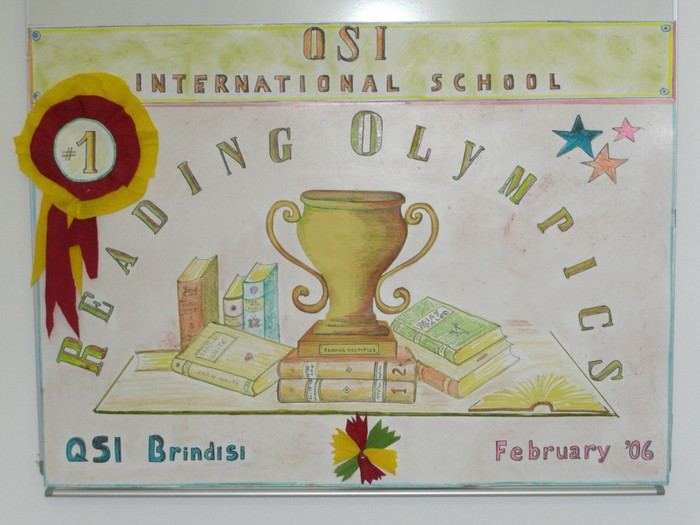 QSI
INTERNATIONAL SCHOOL
#1
READING OLyMPICS
READING OLYMPICS
1 2
QSI BrindIsI
February '06